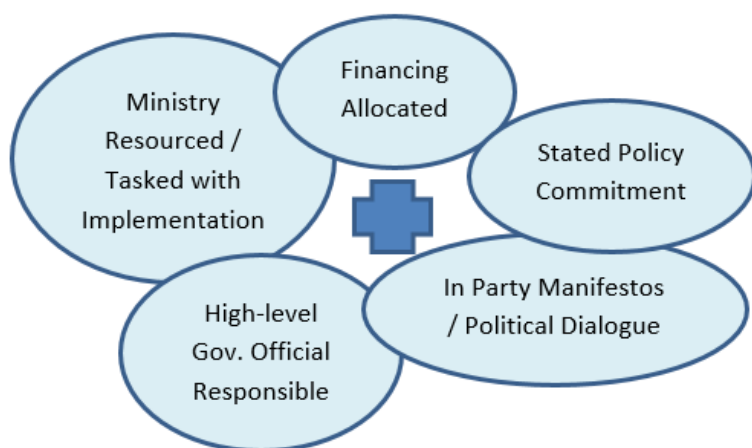 Financing
Allocated
Ministry
Resourced /
Tasked with
Implementation
Stated Policy
Commitment
In Party Manifestos
/ Political Dialogue
High-level
Gov. Official
Responsible